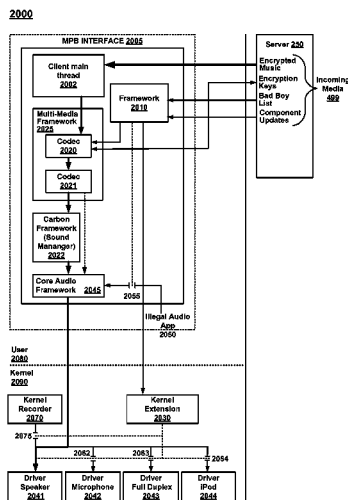 2000
MPB INTERFACE 2005
Server 250
Client main
thread
2002
Framework
2010
Encrypted
Music
Encryption
Keys
Bad Boy
List
Component
Updates
Incoming
Media
499
Multi-Media
Framework
2025
Codec
2020
Codec
2021
Carbon
Framework
(Sound
Mananger)
2022
Core Audio
Framework 2045
2055
Illegal Audio
App
2050
User
2080
Kernel
2090
Kernel
Recorder
2070
Kernel
Extension
2030
2075
2062
2063
2054
Driver
Speaker
2041
Driver
Microphone
2042
Driver
Full Duplex
2043
Driver
iPod
2044